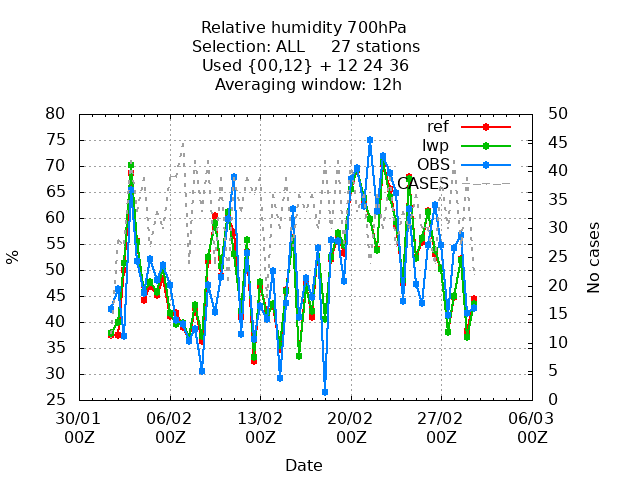 Relative humidity 700hPa
Selection: ALL     27 stations
Used {00,12} + 12 24 36
Averaging window: 12h
80
75
70
65
60
55
50
45
40
35
30
25
%
50
45
40
35
30
25
20
15
10
5
0
No cases
ref
lwp
OBS
CASES
30/01 06/02 13/02 20/02 27/02 06/03
00Z 00Z 00Z 00Z 00Z 00Z
Date